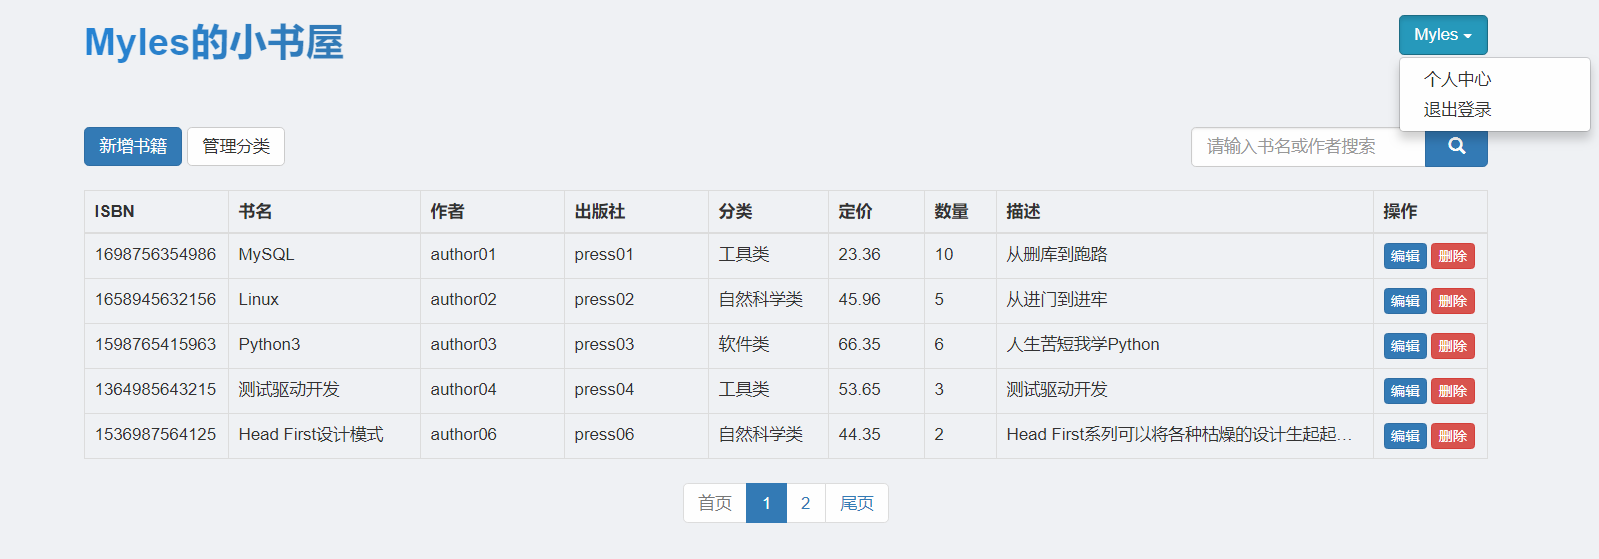 Myles的小书屋
Myles
个人中心
退出登录
新增书籍 管理分类 请输入书名或作者搜索
ISBN 书名 作者 出版社 分类 定价 数量 描述 操作
1698756354986 MySQL author01 press01 工具类 23.36 10 从删库到跑路 编辑 删除
1658945632156 Linux author02 press02 自然科学类 45.96 5 从进门到进牢 编辑 删除
1598765415963 Python3 author03 press03 软件类 66.35 6 人生苦短我学Python 编辑 删除
1364985643215 测试驱动开发 author04 press04 工具类 53.65 3 测试驱动开发 编辑 删除
1536987564125 Head First设计模式 author06 press06 自然科学类 44.35 2 Head First系列可以将各种枯燥的设计生起起... 编辑 删除
首页 1 2 尾页